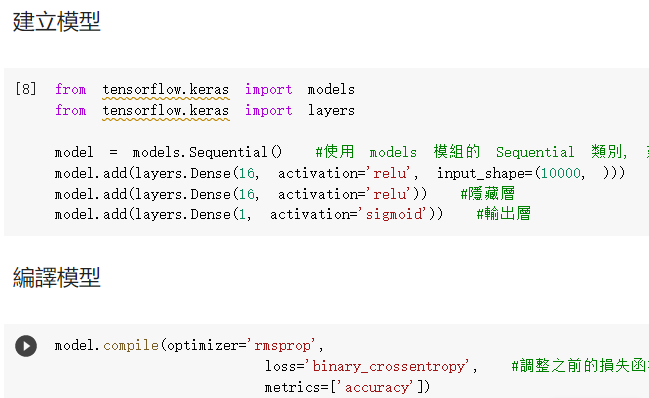 建立模型
[8] from tensorflow.keras import models
from tensorflow.keras import layers
model = models.Sequential() #使用 models 模組的 Sequential 類別,
model.add(layers.Dense(16, activation='relu', input_shape=(10000, )))
model.add(layers.Dense(16, activation='relu')) #隱藏層
model.add(layers.Dense(1, activation='sigmoid')) #輸出層
編譯模型
model.compile(optimizer='rmsprop',
loss='binary_crossentropy', #調整之前的損失函
metrics=['accuracy'])